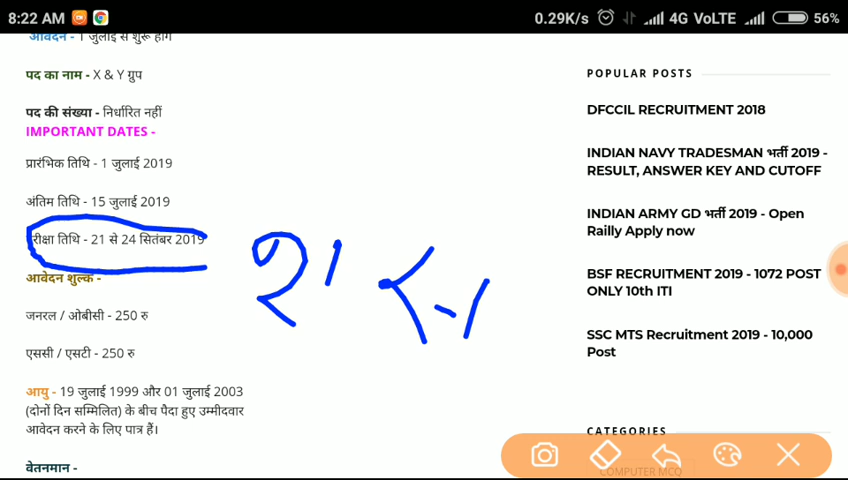 8:22 AM 0.29K/s 4G VoLTE 56%
आवेदन - 1 जुलाई से शुरू होंगे
पद का नाम - X & Y ग्रुप
पद की संख्या - निर्धारित नहीं
IMPORTANT DATES -
प्रारंभिक तिथि - 1 जुलाई 2019
अंतिम तिथि - 15 जुलाई 2019
परीक्षा तिथि - 21 से 24 सितंबर 2019
आवेदन शुल्क -
जनरल / ओबीसी - 250 रु
एससी / एसटी - 250 रु
आयु - 19 जुलाई 1999 और 01 जुलाई 2003
(दोनों दिन सम्मिलित) के बीच पैदा हुए उम्मीदवार
आवेदन करने के लिए पात्र हैं।
वेतनमान -
21
POPULAR POSTS
DFCCIL RECRUITMENT 2018
INDIAN NAVY TRADESMAN भर्ती 2019 -
RESULT, ANSWER KEY AND CUTOFF
INDIAN ARMY GD भर्ती 2019 - Open
Railly Apply now
BSF RECRUITMENT 2019 - 1072 POST
ONLY 10th ITI
SSC MTS Recruitment 2019 - 10,000
Post
CATEGORIES
COMPUTER MCQ